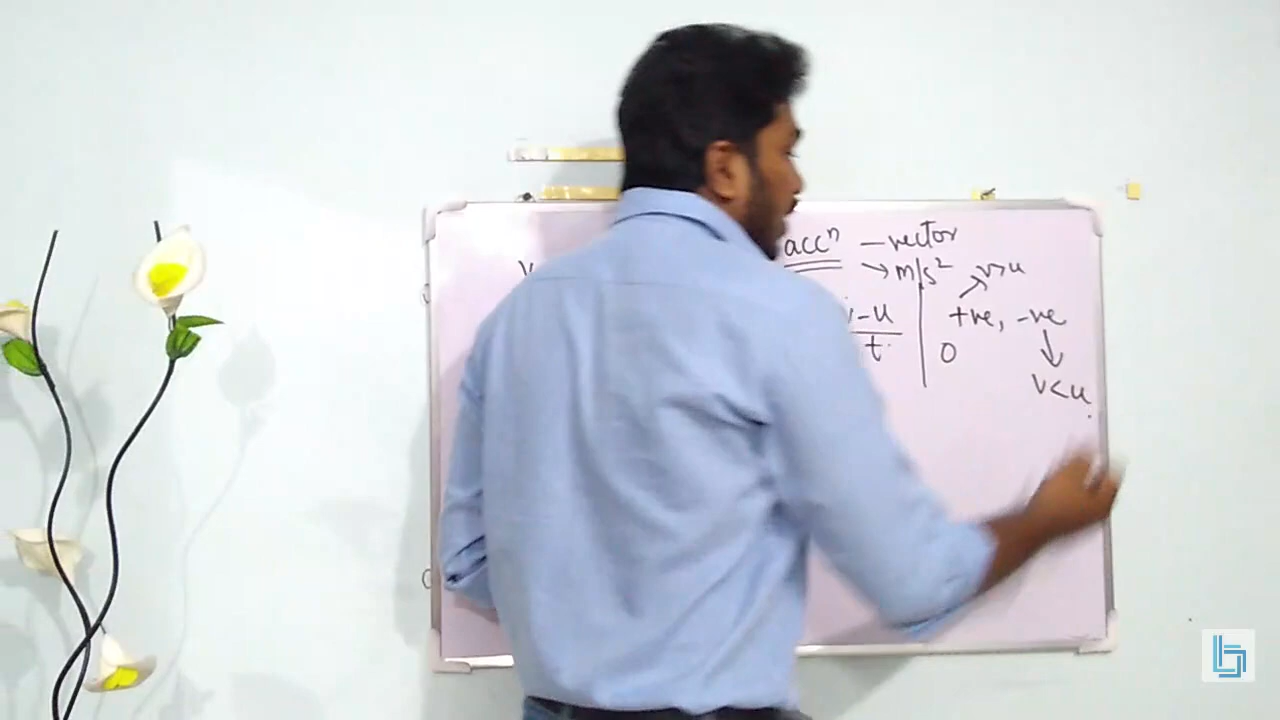 accⁿ — vector
→ m/s² v>u
-u +ve, -ve
t 0
v<u